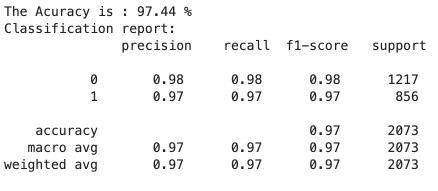 The Acuracy is : 97.44 %
Classification report:
precision recall f1-score support
0 0.98 0.98 0.98 1217
1 0.97 0.97 0.97 856
accuracy 0.97 2073
macro avg 0.97 0.97 0.97 2073
weighted avg 0.97 0.97 0.97 2073